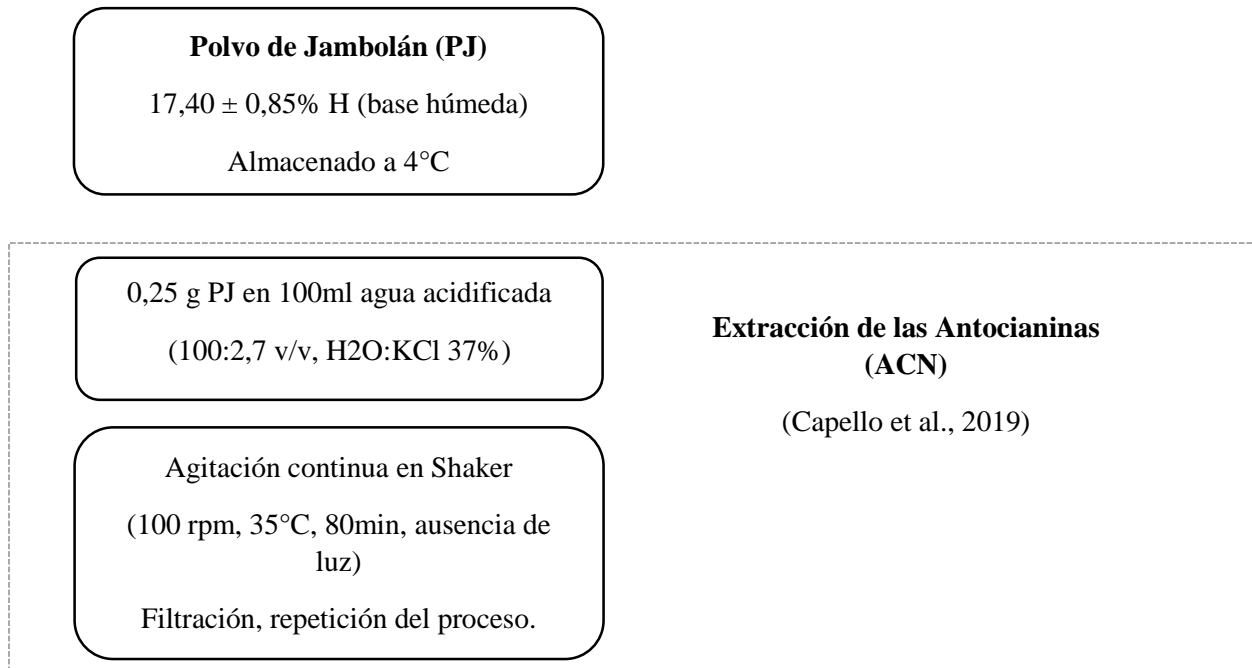 Polvo de Jambolán (PJ)
17,40 ± 0,85% H (base húmeda)
Almacenado a 4°C
0,25 g PJ en 100ml agua acidificada
(100:2,7 v/v, H2O:KCl 37%)
Extracción de las Antocianinas
(ACN)
(Capello et al., 2019)
Agitación continua en Shaker
(100 rpm, 35°C, 80min, ausencia de
luz)
Filtración, repetición del proceso.